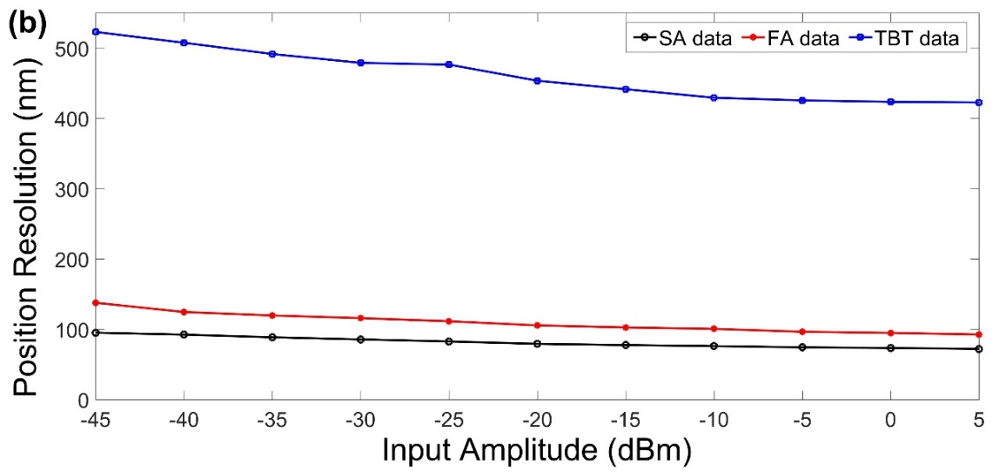 (b)
SA data FA data TBT data
Position Resolution (nm)
500
400
300
200
100
0
-45 -40 -35 -30 -25 -20 -15 -10 -5 0 5
Input Amplitude (dBm)